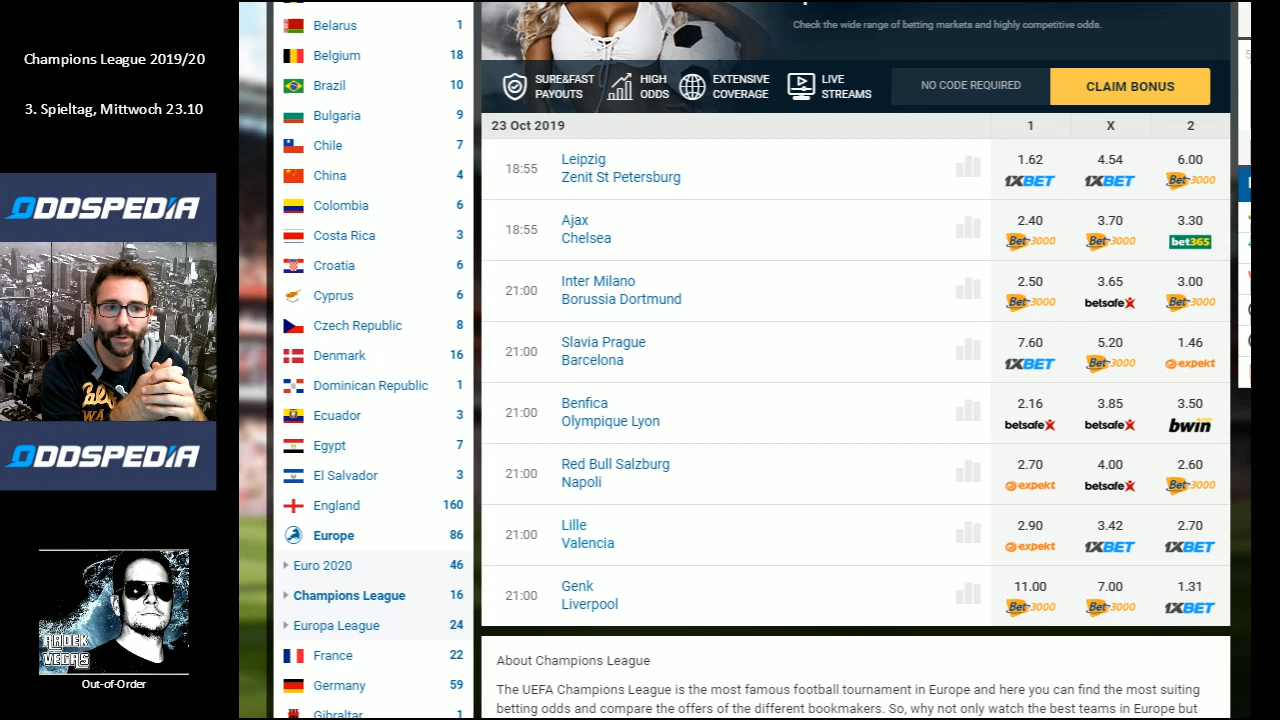 Champions League 2019/20
3. Spieltag, Mittwoch 23.10
ODDSPEDIA
ODDSPEDIA
RADEK
VEGAS
Out-of-Order
Belarus 1
Belgium 18
Brazil 10
Bulgaria 9
Chile 7
China 4
Colombia 6
Costa Rica 3
Croatia 6
Cyprus 6
Czech Republic 8
Denmark 16
Dominican Republic 1
Ecuador 3
Egypt 7
El Salvador 3
England 160
Europe 86
Euro 2020 46
Champions League 16
Europa League 24
France 22
Germany 59
Gibraltar 1
Check the wide range of betting markets and highly competitive odds.
SURE&FAST
PAYOUTS
HIGH
ODDS
EXTENSIVE
COVERAGE
LIVE
STREAMS
NO CODE REQUIRED
CLAIM BONUS
23 Oct 2019 1 X 2
18:55
Leipzig
Zenit St Petersburg
1.62 4.54 6.00
1XBET 1XBET Bet3000
18:55
Ajax
Chelsea
2.40 3.70 3.30
Bet3000 Bet3000 bet365
21:00
Inter Milano
Borussia Dortmund
2.50 3.65 3.00
Bet3000 betsafe Bet3000
21:00
Slavia Prague
Barcelona
7.60 5.20 1.46
1XBET Bet3000 expekt
21:00
Benfica
Olympique Lyon
2.16 3.85 3.50
betsafe betsafe bwin
21:00
Red Bull Salzburg
Napoli
2.70 4.00 2.60
expekt betsafe Bet3000
21:00
Lille
Valencia
2.90 3.42 2.70
expekt 1XBET 1XBET
21:00
Genk
Liverpool
11.00 7.00 1.31
Bet3000 Bet3000 1XBET
About Champions League
The UEFA Champions League is the most famous football tournament in Europe and here you can find the most suiting
betting odds and compare the offers of the different bookmakers. So, why not only watch the best teams in Europe but